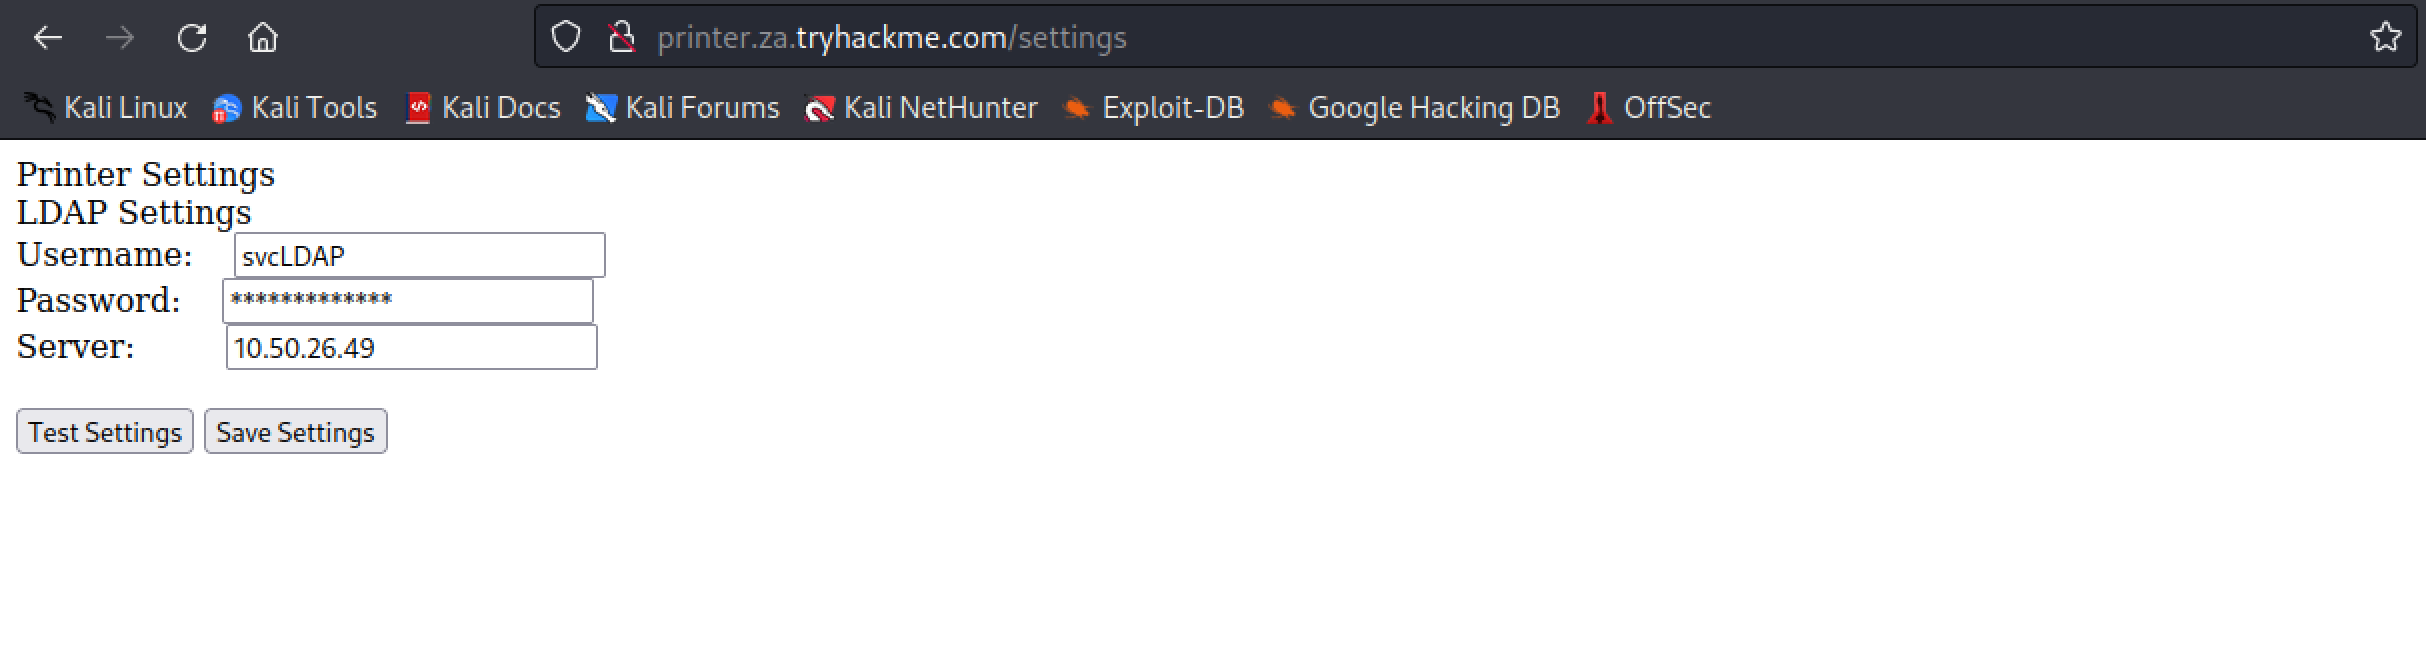 printer.za.tryhackme.com/settings
Kali Linux Kali Tools Kali Docs Kali Forums Kali NetHunter Exploit-DB Google Hacking DB OffSec
Printer Settings
LDAP Settings
Username: svcLDAP
Password: *************
Server: 10.50.26.49
Test Settings Save Settings